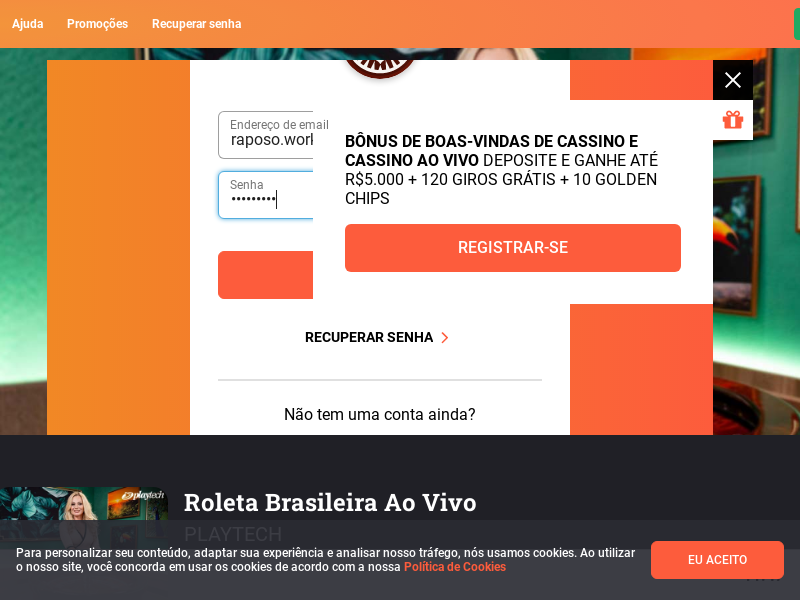 Ajuda Promoções Recuperar senha
Endereço de email
raposo.work
Senha
BÔNUS DE BOAS-VINDAS DE CASSINO E
CASSINO AO VIVO DEPOSITE E GANHE ATÉ
R$5.000 + 120 GIROS GRÁTIS + 10 GOLDEN
CHIPS
REGISTRAR-SE
RECUPERAR SENHA
Não tem uma conta ainda?
playtech
Roleta Brasileira Ao Vivo
PLAYTECH
Para personalizar seu conteúdo, adaptar sua experiência e analisar nosso tráfego, nós usamos cookies. Ao utilizar
o nosso site, você concorda em usar os cookies de acordo com a nossa Política de Cookies
EU ACEITO